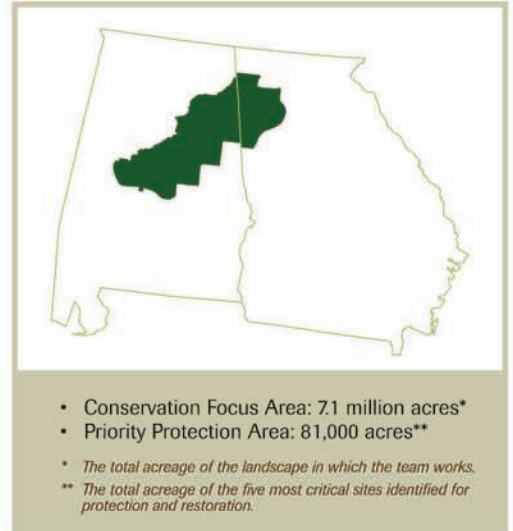 • Conservation Focus Area: 7.1 million acres*
• Priority Protection Area: 81,000 acres**
* The total acreage of the landscape in which the team works.
** The total acreage of the five most critical sites identified for
protection and restoration.